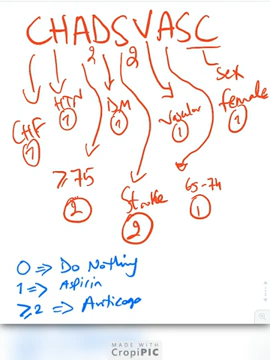 CHADSVASC
2 2
sex
CHF
1
HTN
1
DM
1
Vascular
1
female
1
≥75
2
Stroke
2
65-74
1
0 => Do Nothing
1 => Aspirin
≥2 => Anticoag
MADE WITH
CropiPIC